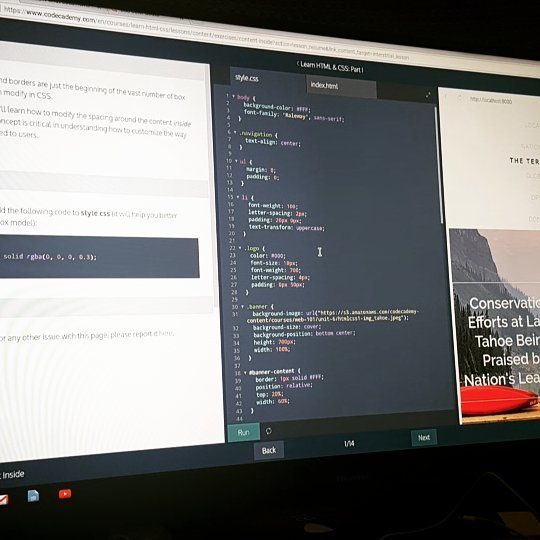 https://www.codecademy.com/en/courses/learn-html-css/lessons/content/exercises/content-inside?action=lesson_resume&link_content_target=interstitial_lesson
< Learn HTML & CSS: Part I
nd borders are just the beginning of the vast number of box
modify in CSS.
'll learn how to modify the spacing around the content inside
oncept is critical in understanding how to customize the way
ed to users.
d the following code to style.css (it will help you better
ox model):
solid rgba(0, 0, 0, 0.3);
or any other issue with this page, please report it here.
style.css
index.html
1 body {
2 background-color: #FFF;
3 font-family: 'Raleway', sans-serif;
4 }
5
6 .navigation {
7 text-align: center;
8 }
9
10 ul {
11 margin: 0;
12 padding: 0;
13 }
14
15 li {
16 font-weight: 100;
17 letter-spacing: 2px;
18 padding: 20px 0px;
19 text-transform: uppercase;
20 }
21
22 .logo {
23 color: #000;
24 font-size: 18px;
25 font-weight: 700;
26 letter-spacing: 4px;
27 padding: 0px 50px;
28 }
29
30 .banner {
31 background-image: url("https://s3.amazonaws.com/codecademy-
content/courses/web-101/unit-6/htmlcss1-img_tahoe.jpeg");
32 background-size: cover;
33 background-position: bottom center;
34 height: 700px;
35 width: 100%;
36 }
37
38 #banner-content {
39 border: 1px solid #FFF;
40 position: relative;
41 top: 20%;
42 width: 60%;
43 }
44
Run
Back
1/14
Next
http://localhost:8000
LOCA
NATIO
THE TER
GLOB
OPI
Conservatio
Efforts at La
Tahoe Bein
Praised b
Nation's Lea
Inside